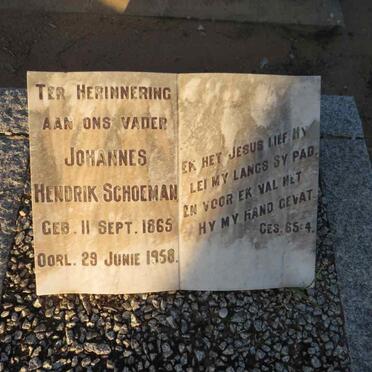 TER HERINNERING
AAN ONS VADER
JOHANNES
HENDRIK SCHOEMAN
GEB. 11 SEPT. 1865
OORL. 29 JUNIE 1958.
EK HET JESUS LIEF HY
LEI MY LANGS SY PAD.
EN VOOR EK VAL HET
HY MY HAND GEVAT.
GES. 65:4.